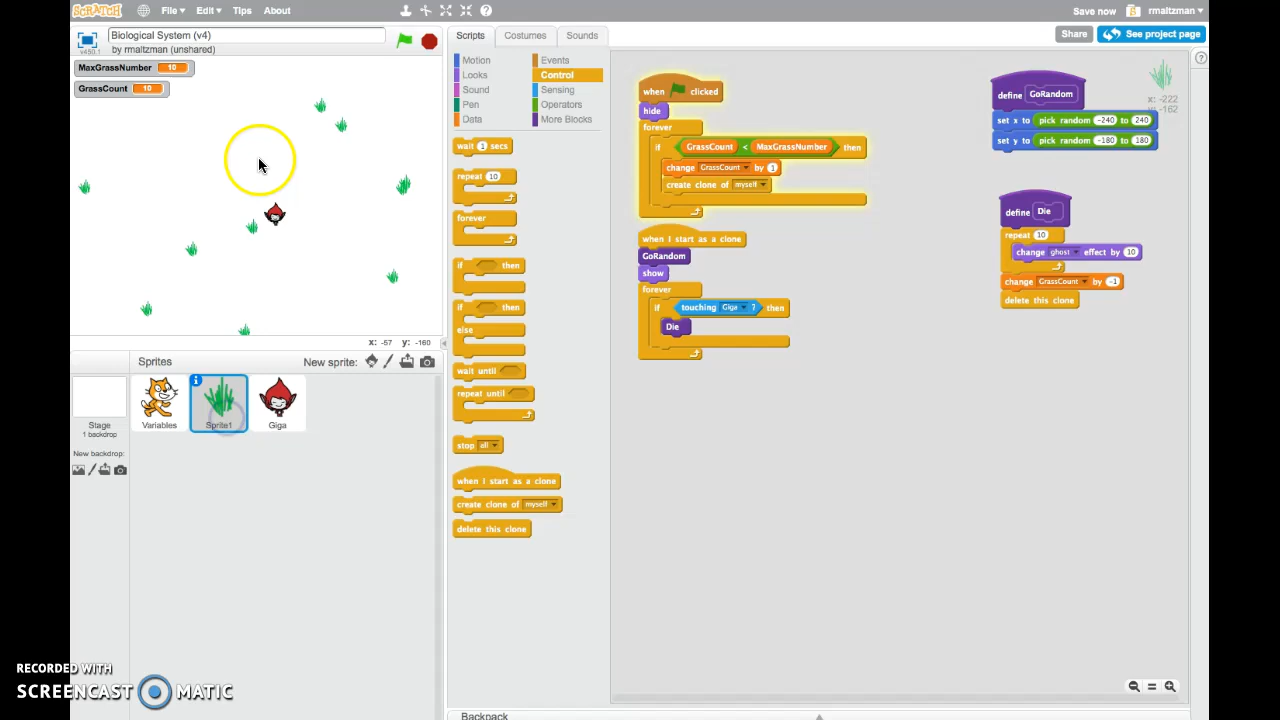 SCRATCH File Edit Tips About Save now rmaltzman
v450.1
Biological System (v4)
by rmaltzman (unshared)
MaxGrassNumber 10
GrassCount 10
x: -57 y: -160
Scripts Costumes Sounds
Share See project page
Motion Events
Looks Control
Sound Sensing
Pen Operators
Data More Blocks
wait 1 secs
repeat 10
forever
if then
if then
else
wait until
repeat until
stop all
when I start as a clone
create clone of myself
delete this clone
when clicked
hide
forever
if GrassCount < MaxGrassNumber then
change GrassCount by 1
create clone of myself
when I start as a clone
GoRandom
show
forever
if touching Giga ? then
Die
define GoRandom
set x to pick random -240 to 240
set y to pick random -180 to 180
x: -222
y: -162
define Die
repeat 10
change ghost effect by 10
change GrassCount by -1
delete this clone
Sprites New sprite:
Stage
1 backdrop
New backdrop:
Variables
Sprite1
Giga
Backpack
RECORDED WITH
SCREENCAST MATIC